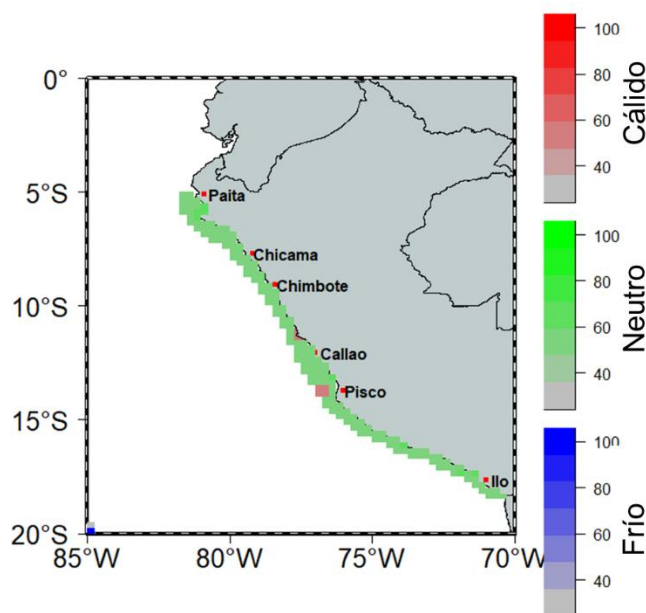 0°
5°S
10°S
15°S
20°S
85°W
80°W
75°W
70°W
Paita
Chicama
Chimbote
Callao
Pisco
Ilo
100
80
60
40
Cálido
100
80
60
40
Neutro
100
80
60
40
Frío